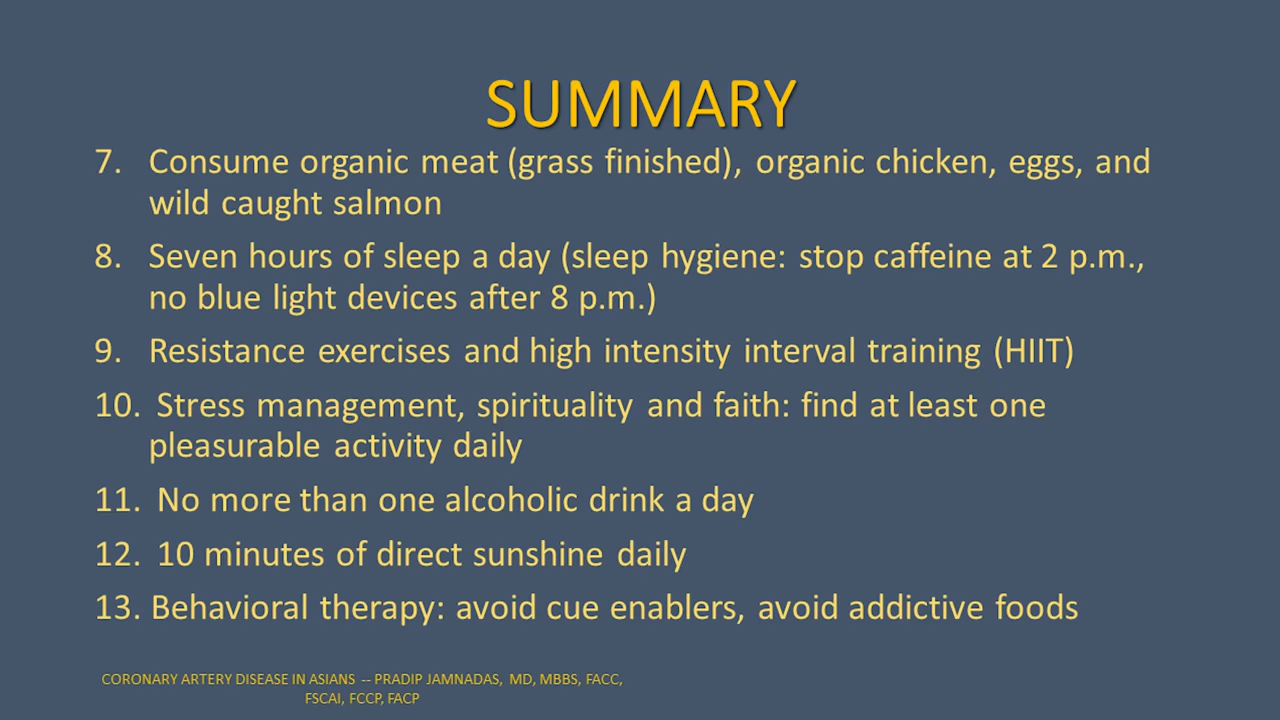 SUMMARY
7. Consume organic meat (grass finished), organic chicken, eggs, and
wild caught salmon
8. Seven hours of sleep a day (sleep hygiene: stop caffeine at 2 p.m.,
no blue light devices after 8 p.m.)
9. Resistance exercises and high intensity interval training (HIIT)
10. Stress management, spirituality and faith: find at least one
pleasurable activity daily
11. No more than one alcoholic drink a day
12. 10 minutes of direct sunshine daily
13. Behavioral therapy: avoid cue enablers, avoid addictive foods
CORONARY ARTERY DISEASE IN ASIANS -- PRADIP JAMNADAS, MD, MBBS, FACC,
FSCAI, FCCP, FACP